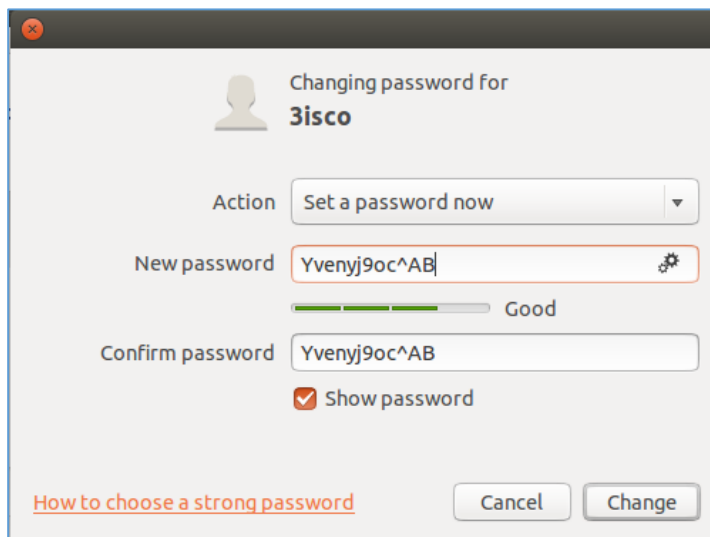 Changing password for
3isco
Action Set a password now
New password Yvenyj9oc^AB
Good
Confirm password Yvenyj9oc^AB
Show password
How to choose a strong password Cancel Change